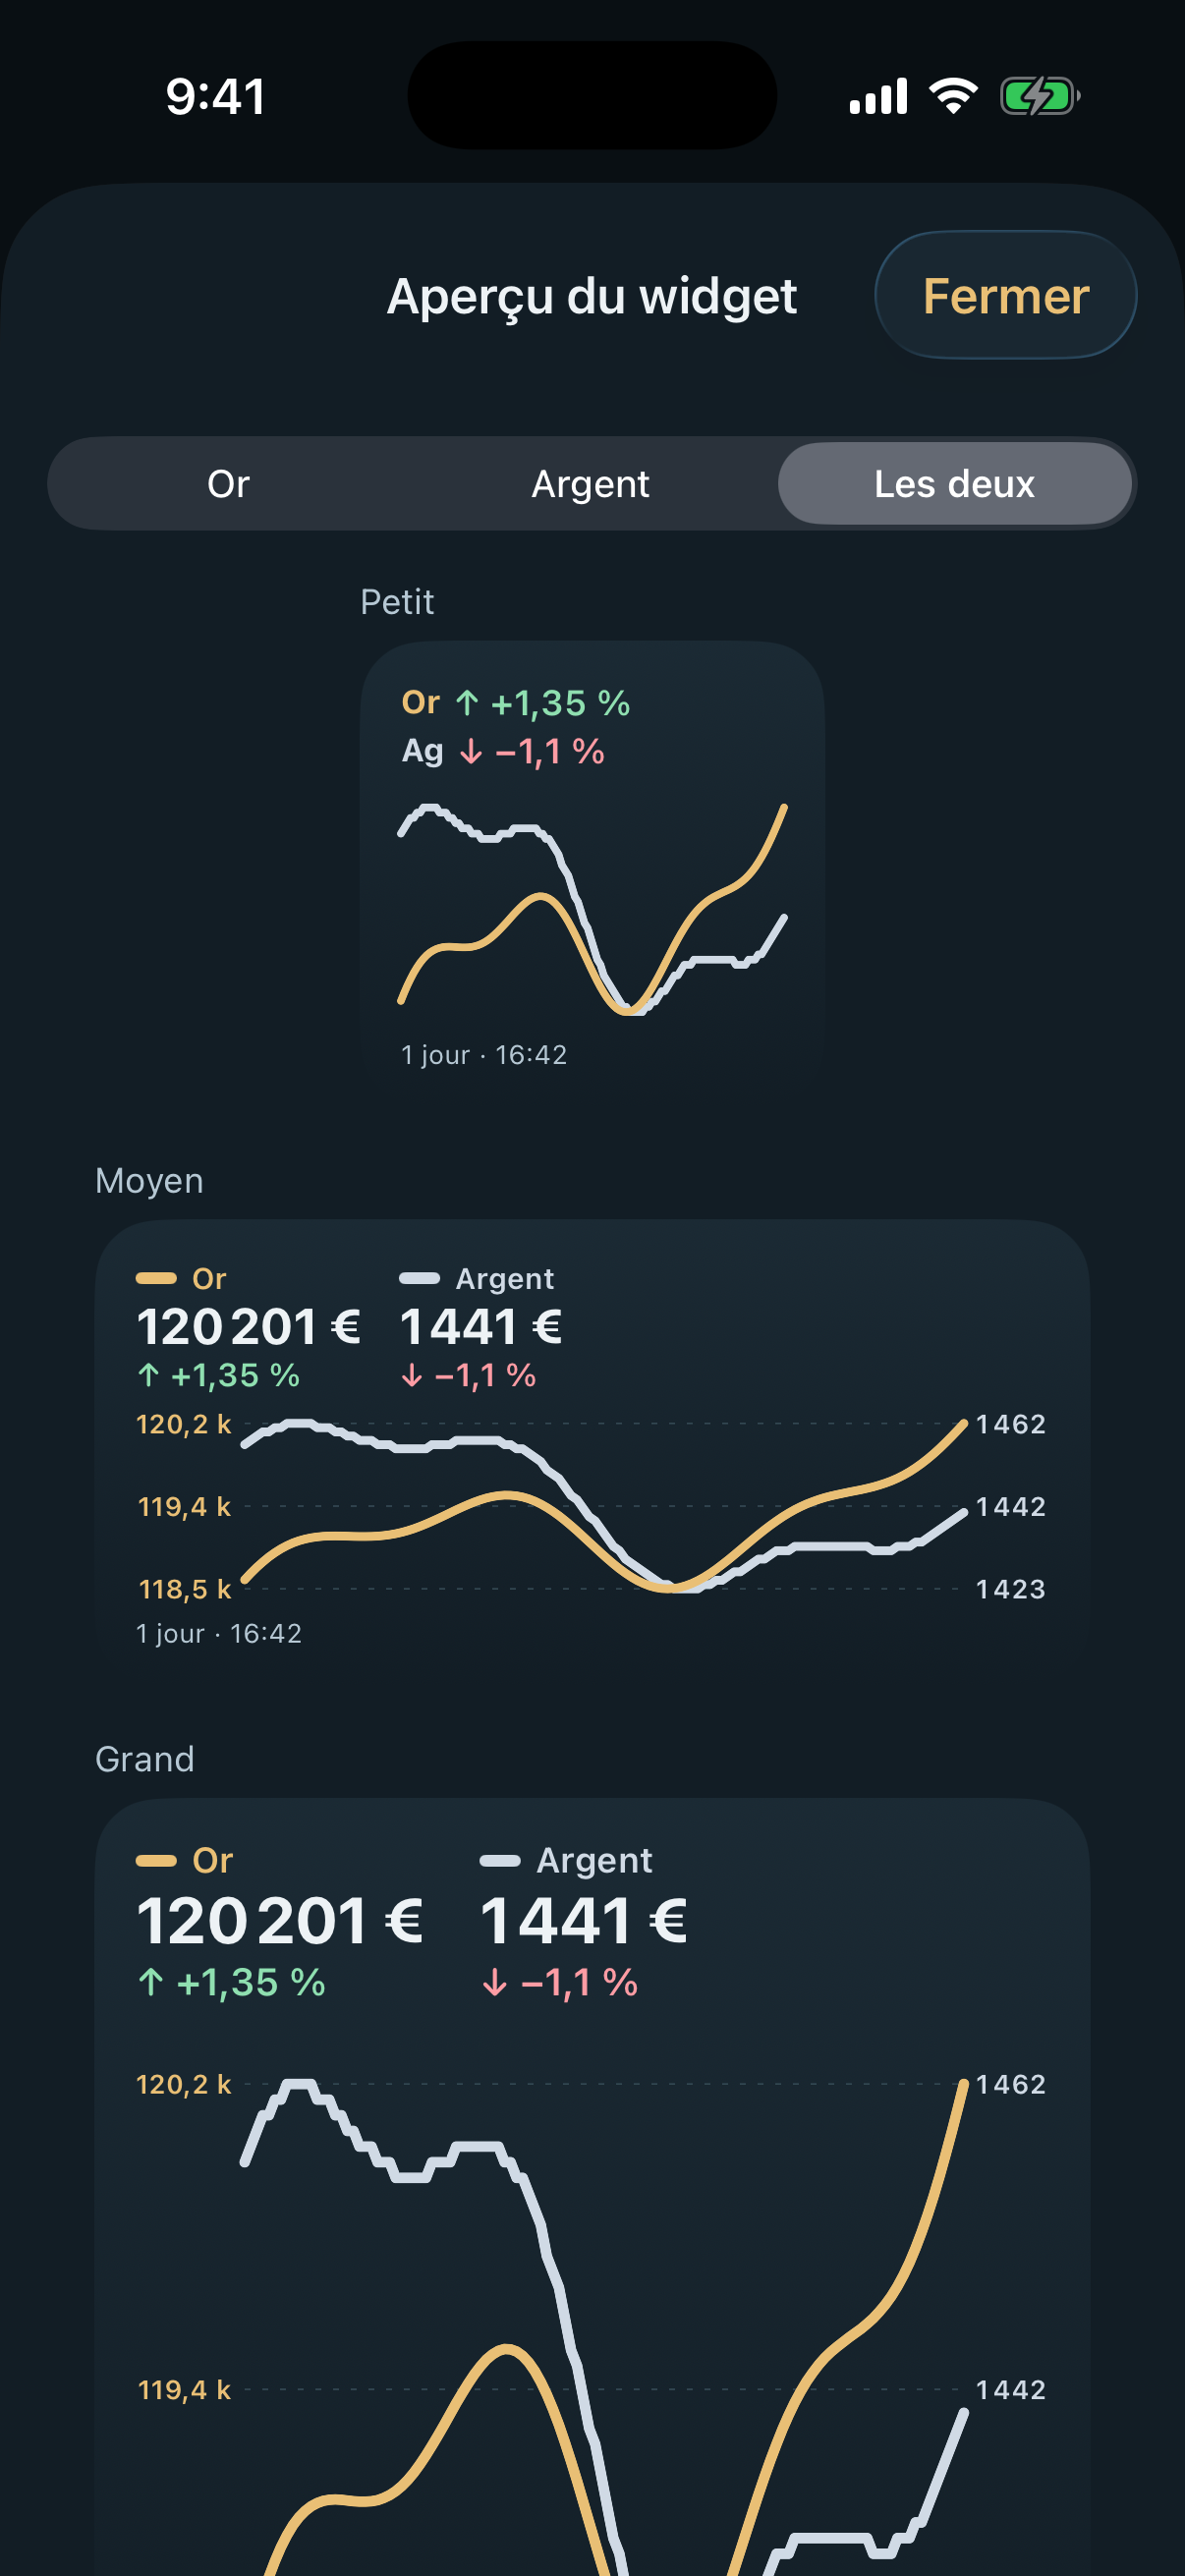 9:41
Aperçu du widget
Fermer
Or
Argent
Les deux
Petit
Or ↑ +1,35 %
Ag ↓ −1,1 %
1 jour · 16:42
Moyen
Or
Argent
120 201 €
1 441 €
↑ +1,35 %
↓ −1,1 %
120,2 k
1 462
119,4 k
1 442
118,5 k
1 423
1 jour · 16:42
Grand
Or
Argent
120 201 €
1 441 €
↑ +1,35 %
↓ −1,1 %
120,2 k
1 462
119,4 k
1 442